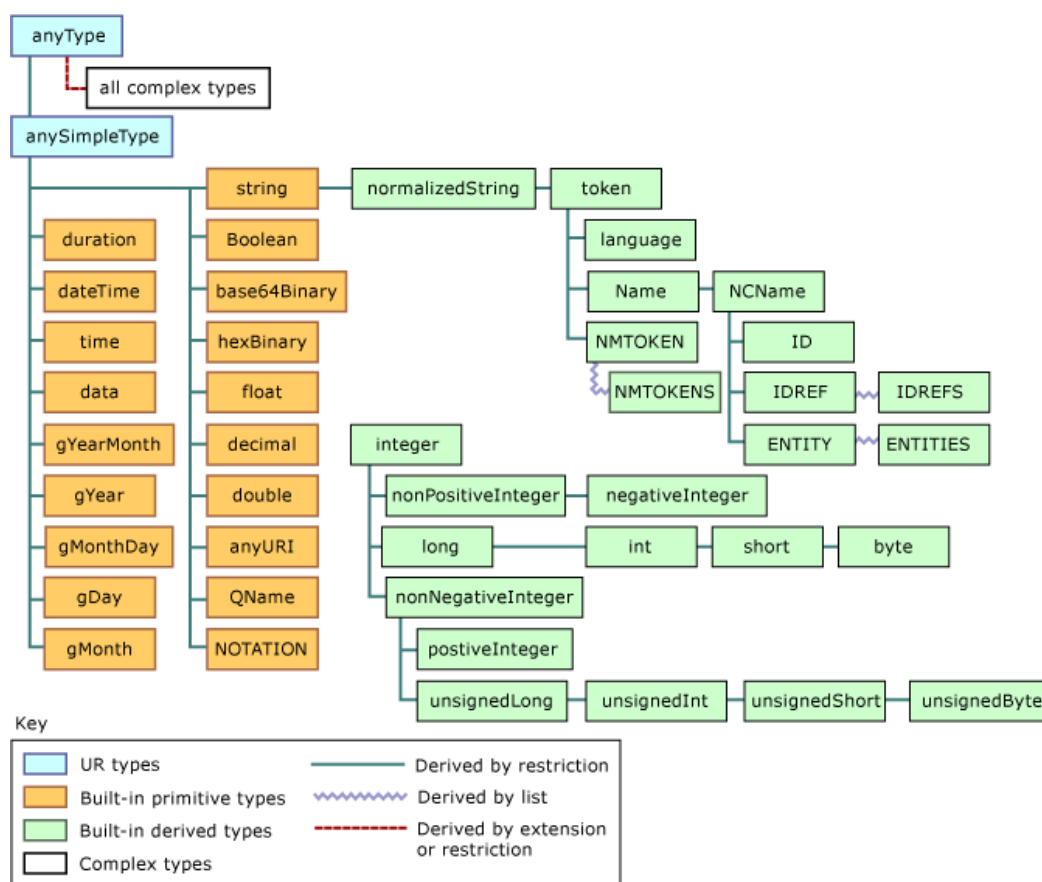 anyType
all complex types
anySimpleType
string normalizedString token
duration Boolean language
dateTime base64Binary Name NCName
time hexBinary NMTOKEN ID
data float NMTOKENS IDREF IDREFS
gYearMonth decimal integer ENTITY ENTITIES
gYear double nonPositiveInteger negativeInteger
gMonthDay anyURI long int short byte
gDay QName nonNegativeInteger
gMonth NOTATION postiveInteger
unsignedLong unsignedInt unsignedShort unsignedByte
Key
UR types Derived by restriction
Built-in primitive types Derived by list
Built-in derived types Derived by extension
or restriction
Complex types